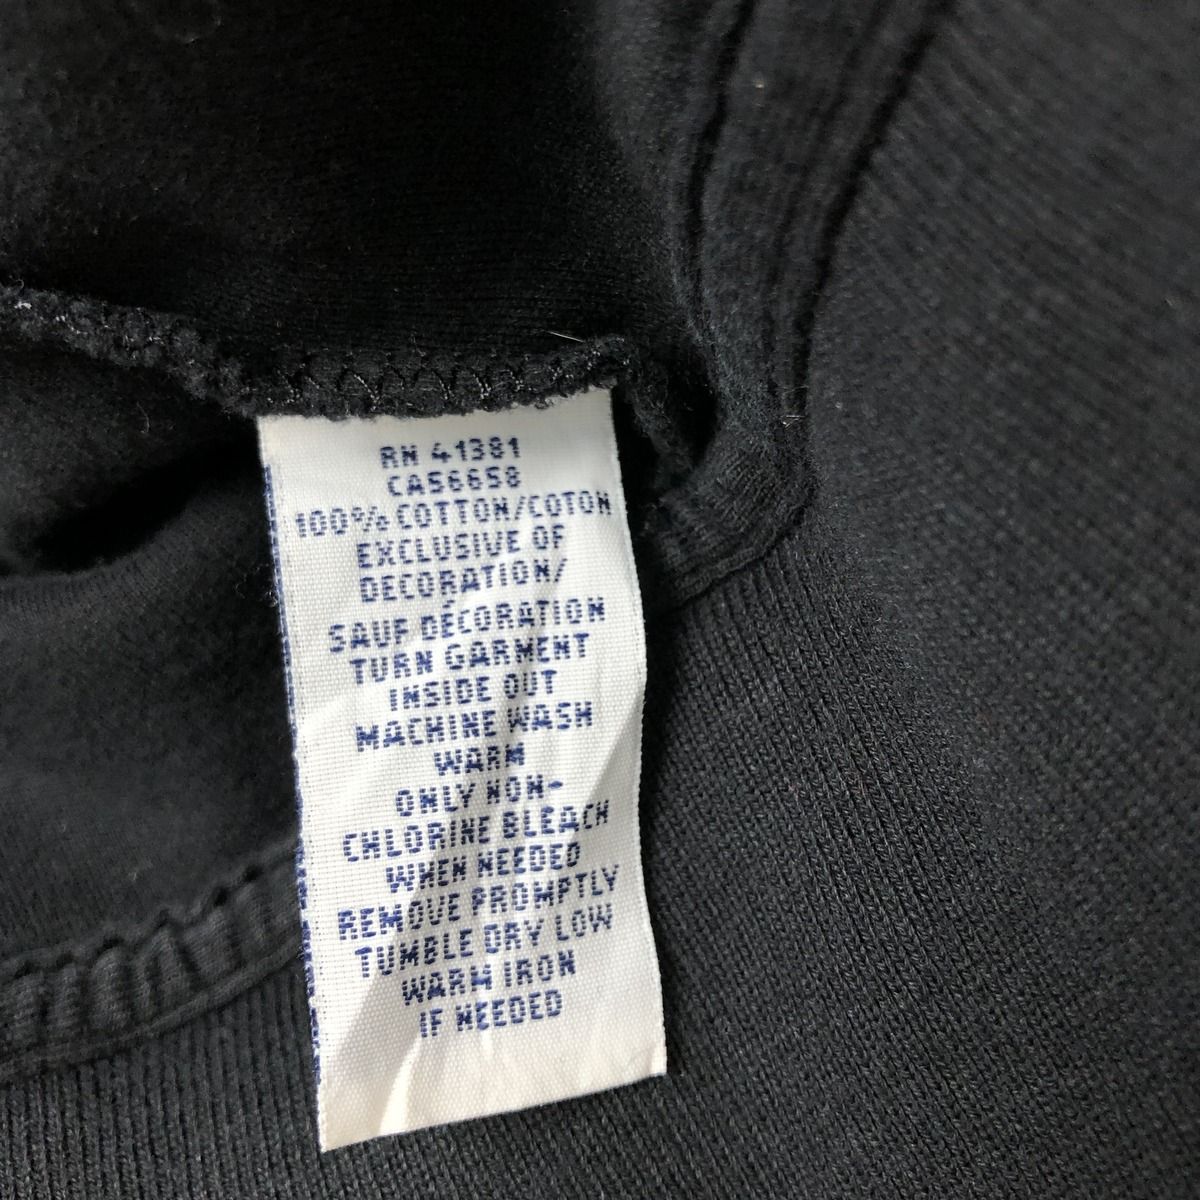 RN 41381
CA56658
100% COTTON/COTON
EXCLUSIVE OF
DECORATION/
SAUF DÉCORATION
TURN GARMENT
INSIDE OUT
MACHINE WASH
WARM
ONLY NON-
CHLORINE BLEACH
WHEN NEEDED
REMOVE PROMPTLY
TUMBLE DRY LOW
WARM IRON
IF NEEDED